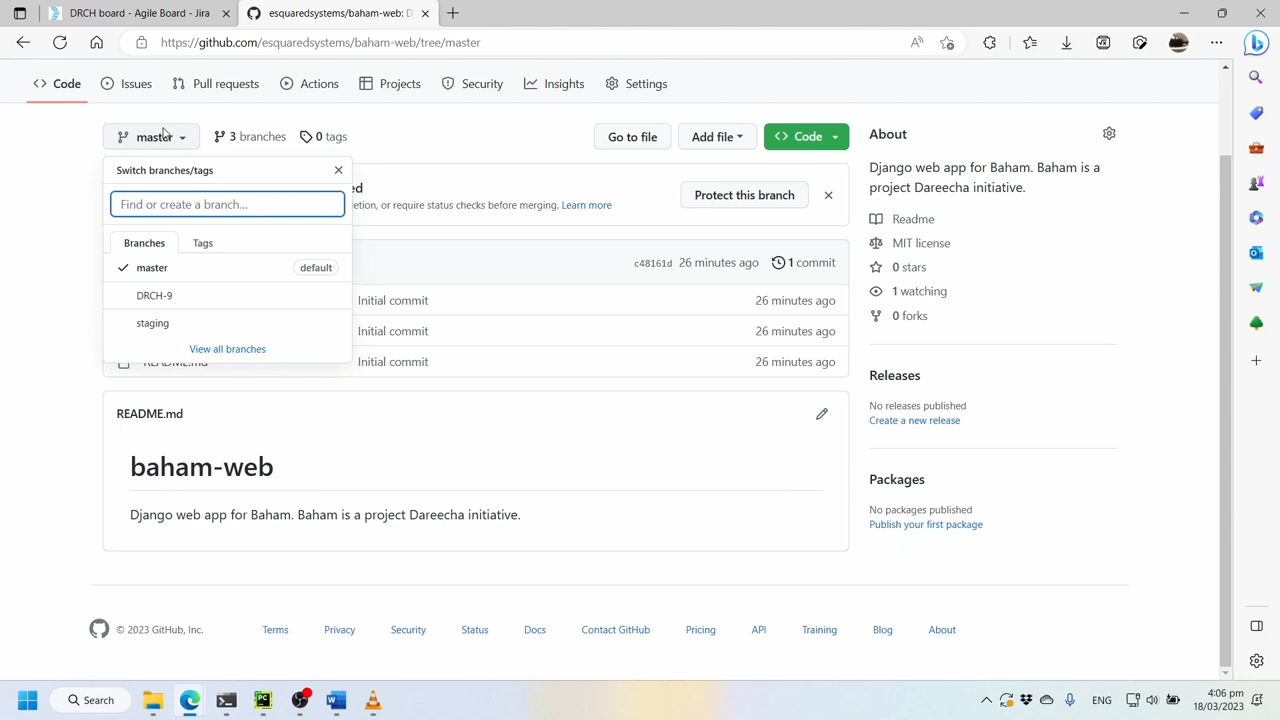 DRCH board - Agile Board - Jira
esquaredsystems/baham-web: D
https://github.com/esquaredsystems/baham-web/tree/master
Code
Issues
Pull requests
Actions
Projects
Security
Insights
Settings
master
3 branches
0 tags
Go to file
Add file
Code
About
Django web app for Baham. Baham is a
project Dareecha initiative.
Readme
MIT license
0 stars
1 watching
0 forks
Switch branches/tags
Find or create a branch...
Branches
Tags
master
default
DRCH-9
staging
View all branches
ed
etion, or require status checks before merging. Learn more
Protect this branch
c48161d 26 minutes ago
1 commit
Initial commit
26 minutes ago
Initial commit
26 minutes ago
README.md
Initial commit
26 minutes ago
README.md
baham-web
Django web app for Baham. Baham is a project Dareecha initiative.
Releases
No releases published
Create a new release
Packages
No packages published
Publish your first package
© 2023 GitHub, Inc.
Terms
Privacy
Security
Status
Docs
Contact GitHub
Pricing
API
Training
Blog
About
Search
ENG
4:06 pm
18/03/2023